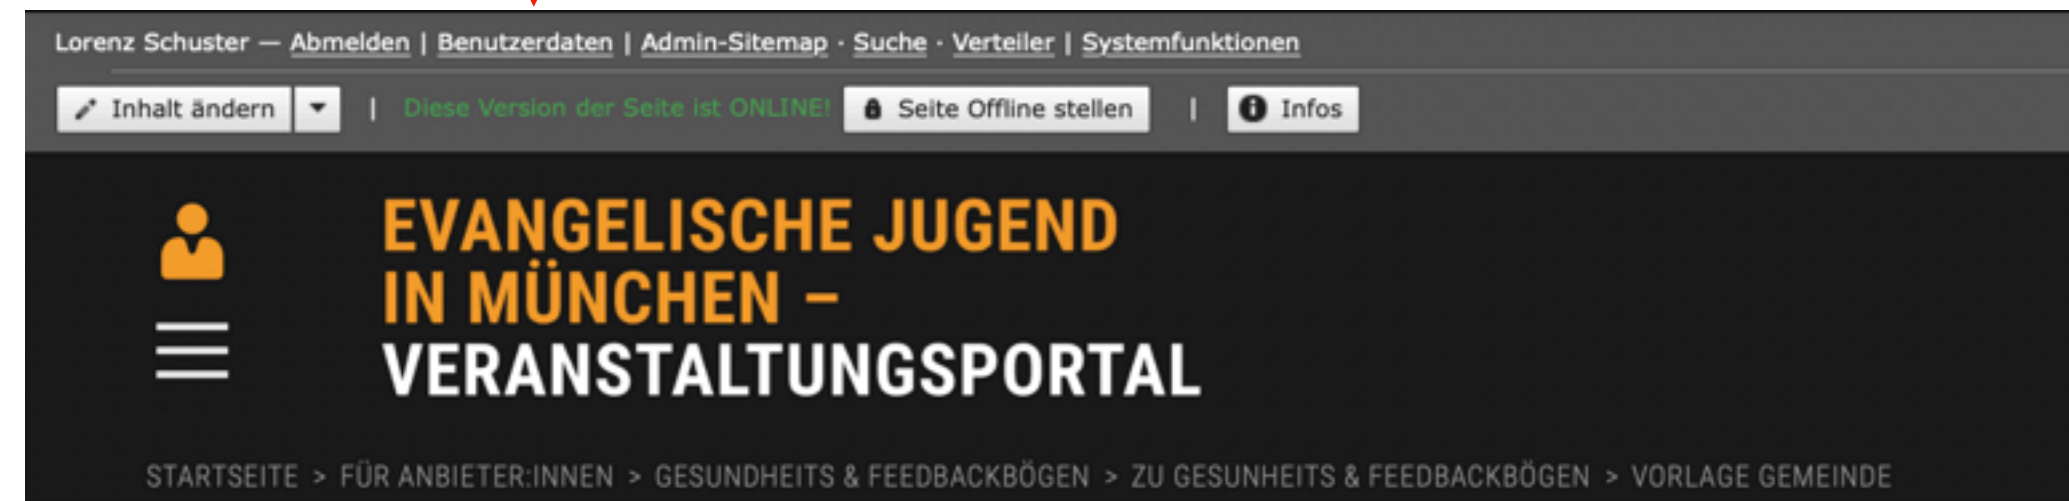 Lorenz Schuster — Abmelden | Benutzerdaten | Admin-Sitemap · Suche · Verteiler | Systemfunktionen
Inhalt ändern | Diese Version der Seite ist ONLINE! Seite Offline stellen | Infos
EVANGELISCHE JUGEND
IN MÜNCHEN –
VERANSTALTUNGSPORTAL
STARTSEITE > FÜR ANBIETER:INNEN > GESUNDHEITS & FEEDBACKBÖGEN > ZU GESUNHEITS & FEEDBACKBÖGEN > VORLAGE GEMEINDE